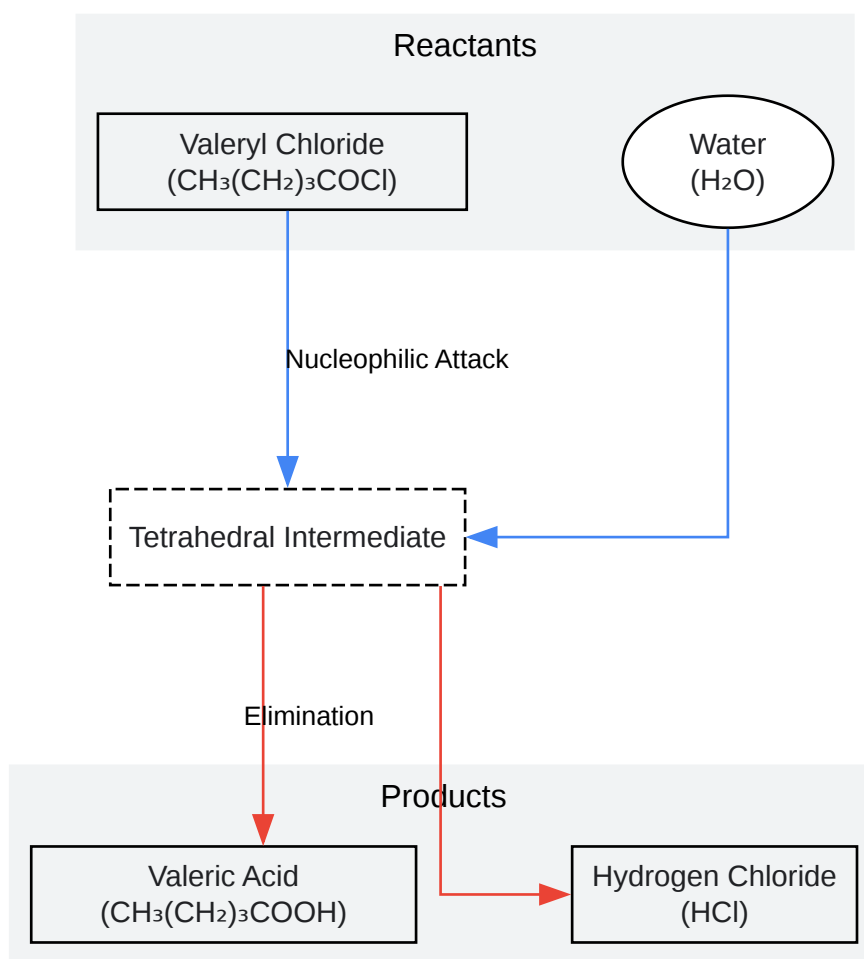 Reactants
Valeryl Chloride
(CH₃(CH₂)₃COCl)
Water
(H₂O)
Nucleophilic Attack
Tetrahedral Intermediate
Elimination
Products
Valeric Acid
(CH₃(CH₂)₃COOH)
Hydrogen Chloride
(HCl)